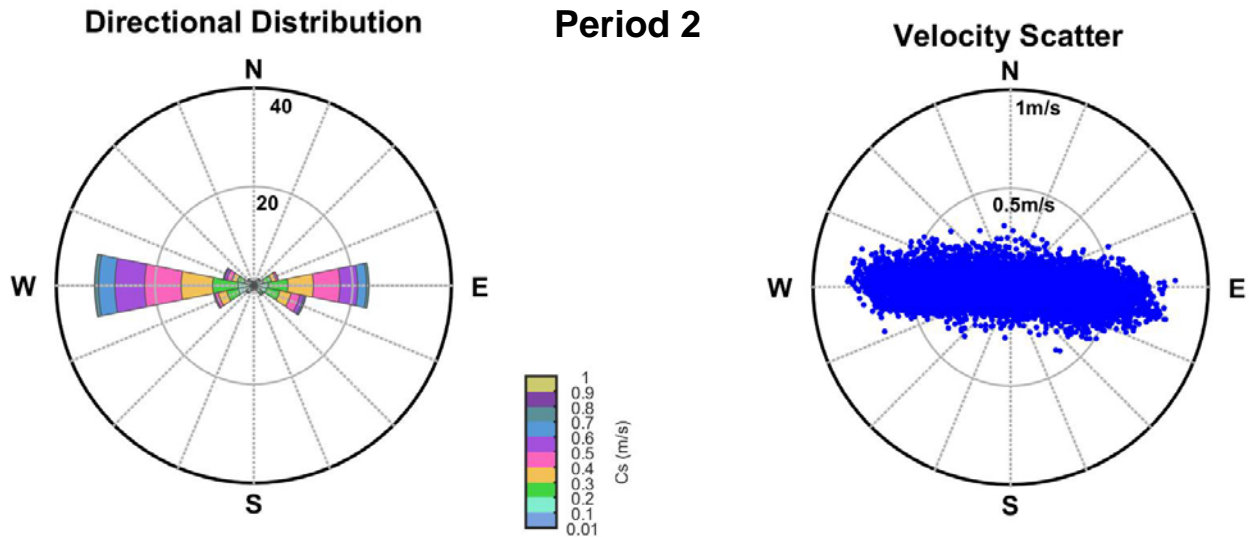 Directional Distribution
N
40
20
W
E
S
Period 2
1
0.9
0.8
0.7
0.6
0.5
0.4
0.3
0.2
0.1
0.01
Cs (m/s)
Velocity Scatter
N
1m/s
0.5m/s
W
E
S